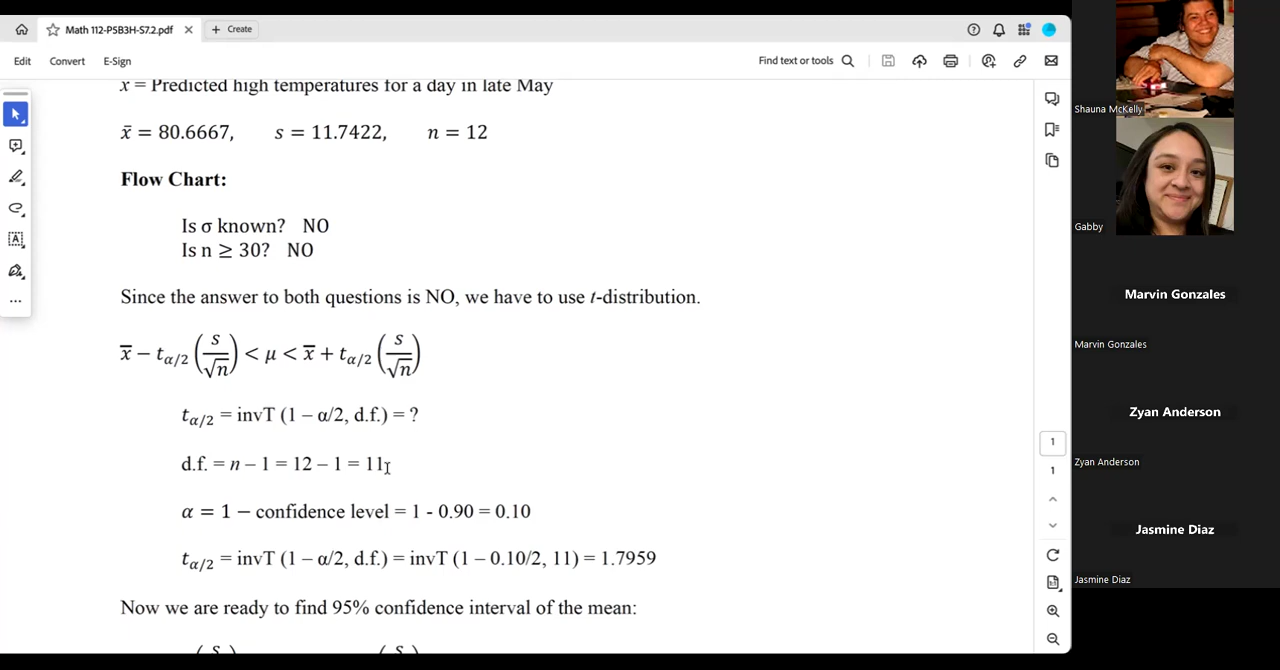 Math 112-P5B3H-S7.2.pdf
+ Create
Edit Convert E-Sign
Find text or tools
x = Predicted high temperatures for a day in late May
x̄ = 80.6667, s = 11.7422, n = 12
Flow Chart:
Is σ known? NO
Is n ≥ 30? NO
Since the answer to both questions is NO, we have to use t-distribution.
x̄ − t_{α/2} (s/√n) < μ < x̄ + t_{α/2} (s/√n)
t_{α/2} = invT (1 – α/2, d.f.) = ?
d.f. = n – 1 = 12 – 1 = 11
α = 1 − confidence level = 1 - 0.90 = 0.10
t_{α/2} = invT (1 – α/2, d.f.) = invT (1 – 0.10/2, 11) = 1.7959
Now we are ready to find 95% confidence interval of the mean:
(s (s
1
1
Shauna McKelly
Gabby
Marvin Gonzales
Marvin Gonzales
Zyan Anderson
Zyan Anderson
Jasmine Diaz
Jasmine Diaz